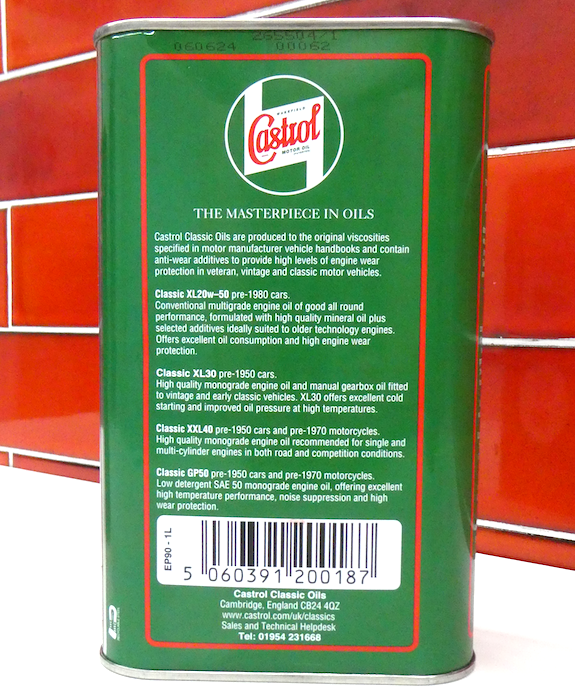 265504/1
060624 00062
WAKEFIELD
Castrol
MOTOR OIL
THE MASTERPIECE IN OILS
Castrol Classic Oils are produced to the original viscosities
specified in motor manufacturer vehicle handbooks and contain
anti-wear additives to provide high levels of engine wear
protection in veteran, vintage and classic motor vehicles.
Classic XL20w–50 pre-1980 cars.
Conventional multigrade engine oil of good all round
performance, formulated with high quality mineral oil plus
selected additives ideally suited to older technology engines.
Offers excellent oil consumption and high engine wear
protection.
Classic XL30 pre-1950 cars.
High quality monograde engine oil and manual gearbox oil fitted
to vintage and early classic vehicles. XL30 offers excellent cold
starting and improved oil pressure at high temperatures.
Classic XXL40 pre-1950 cars and pre-1970 motorcycles.
High quality monograde engine oil recommended for single and
multi-cylinder engines in both road and competition conditions.
Classic GP50 pre-1950 cars and pre-1970 motorcycles.
Low detergent SAE 50 monograde engine oil, offering excellent
high temperature performance, noise suppression and high
wear protection.
EP90 - 1L
5 060391 200187
Castrol Classic Oils
Cambridge, England CB24 4QZ
www.castrol.com/uk/classics
Sales and Technical Helpdesk
Tel: 01954 231668